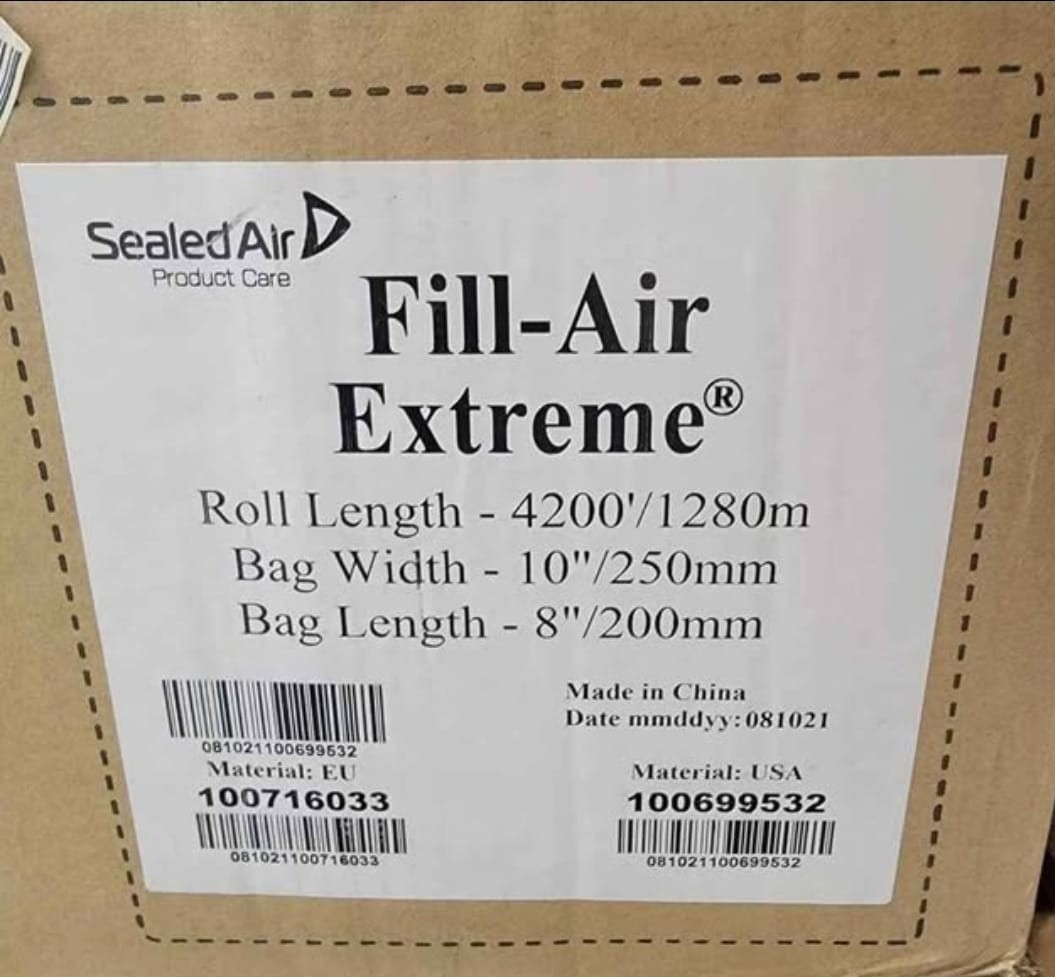 Sealed Air
Product Care
Fill-Air
Extreme®
Roll Length - 4200'/1280m
Bag Width - 10"/250mm
Bag Length - 8"/200mm
081021100699532
Material: EU
100716033
081021100716033
Made in China
Date mmddyy:081021
Material: USA
100699532
081021100699532